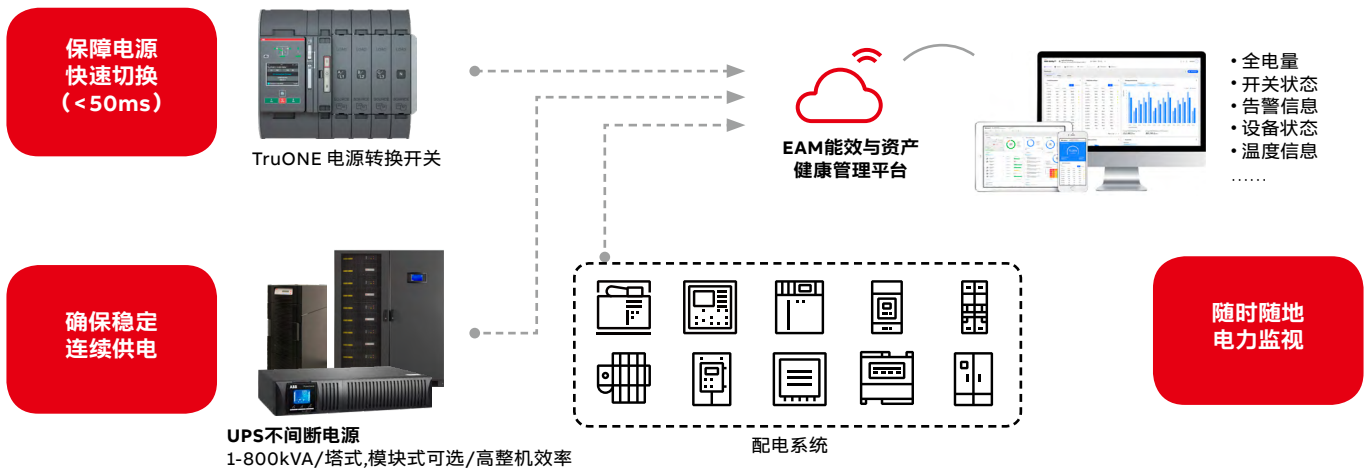 保障电源
快速切换
（<50ms）
TruONE 电源转换开关
EAM能效与资产
健康管理平台
• 全电量
• 开关状态
• 告警信息
• 设备状态
• 温度信息
......
确保稳定
连续供电
ABB
UPS不间断电源
1-800kVA/塔式,模块式可选/高整机效率
配电系统
随时随地
电力监视